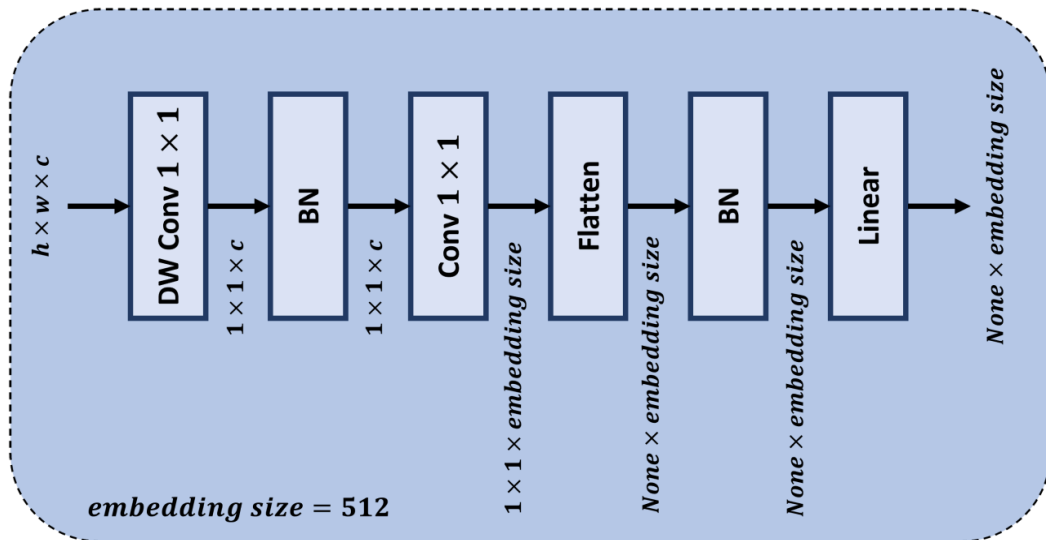 h × w × c
DW Conv 1 × 1
1 × 1 × c
BN
1 × 1 × c
Conv 1 × 1
1 × 1 × embedding size
Flatten
None × embedding size
BN
None × embedding size
Linear
None × embedding size
embedding size = 512